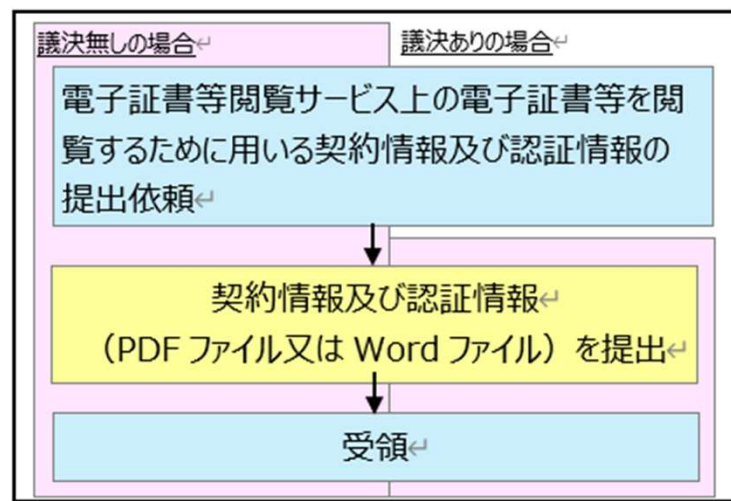 議決無しの場合↵
議決ありの場合↵
電子証書等閲覧サービス上の電子証書等を閲
覧するために用いる契約情報及び認証情報の
提出依頼↵
契約情報及び認証情報↵
（PDF ファイル又は Word ファイル）を提出↵
受領↵